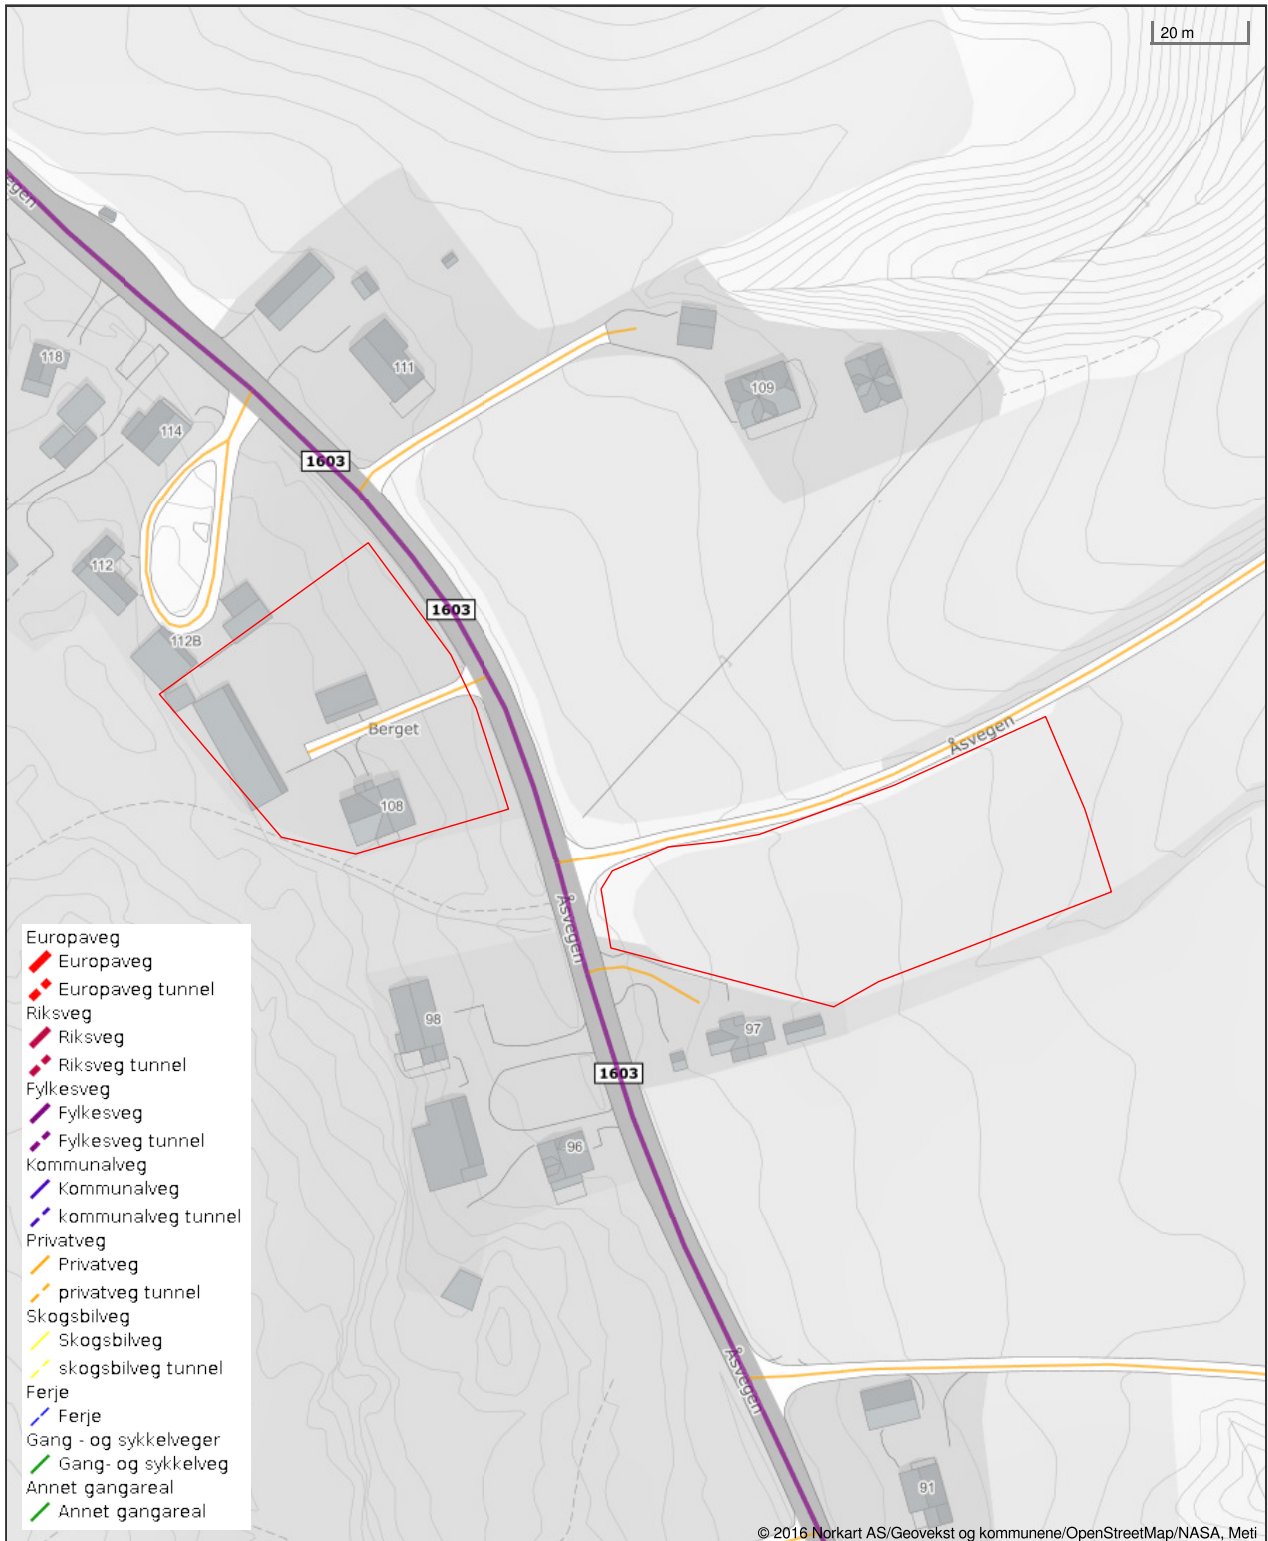 20 m
egen
118
111
109
114
1603
112
1603
112B
Berget
Åsvegen
108
Åsvegen
98
97
1603
96
Åsvegen
91
Europaveg
Europaveg
Europaveg tunnel
Riksveg
Riksveg
Riksveg tunnel
Fylkesveg
Fylkesveg
Fylkesveg tunnel
Kommunalveg
Kommunalveg
kommunalveg tunnel
Privatveg
Privatveg
privatveg tunnel
Skogsbilveg
Skogsbilveg
skogsbilveg tunnel
Ferje
Ferje
Gang - og sykkelveger
Gang- og sykkelveg
Annet gangareal
Annet gangareal
© 2016 Norkart AS/Geovekst og kommunene/OpenStreetMap/NASA, Meti